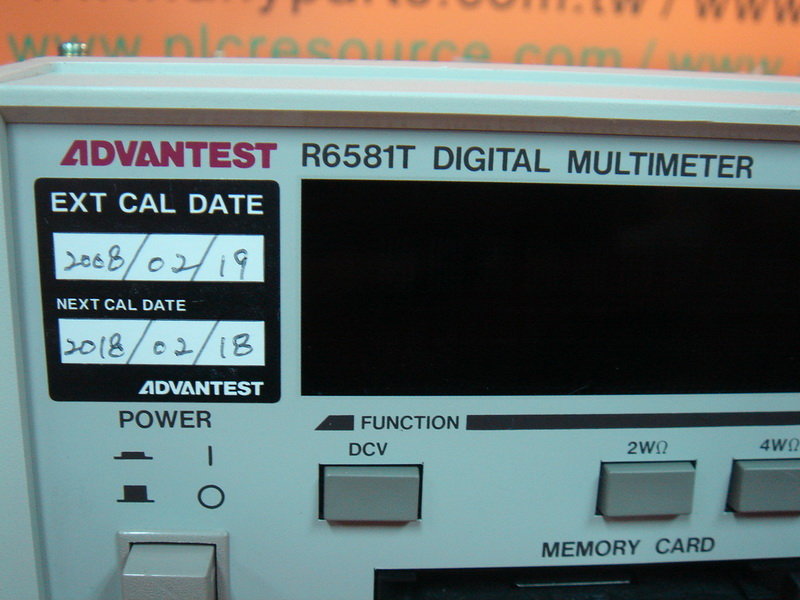 www.plcresource.com / www.
ADVANTEST R6581T DIGITAL MULTIMETER
EXT CAL DATE
2008/02/19
NEXT CAL DATE
2018/02/18
ADVANTEST
POWER
FUNCTION
DCV 2WΩ 4WΩ
MEMORY CARD